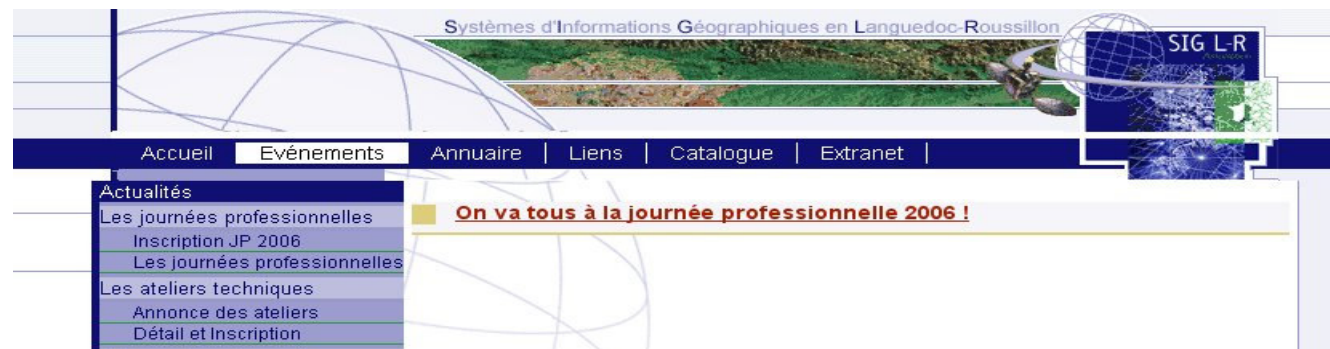 Systèmes d'Informations Géographiques en Languedoc-Roussillon
SIG L-R
Accueil Evénements Annuaire | Liens | Catalogue | Extranet |
Actualités
Les journées professionnelles
Inscription JP 2006
Les journées professionnelles
Les ateliers techniques
Annonce des ateliers
Détail et Inscription
On va tous à la journée professionnelle 2006 !